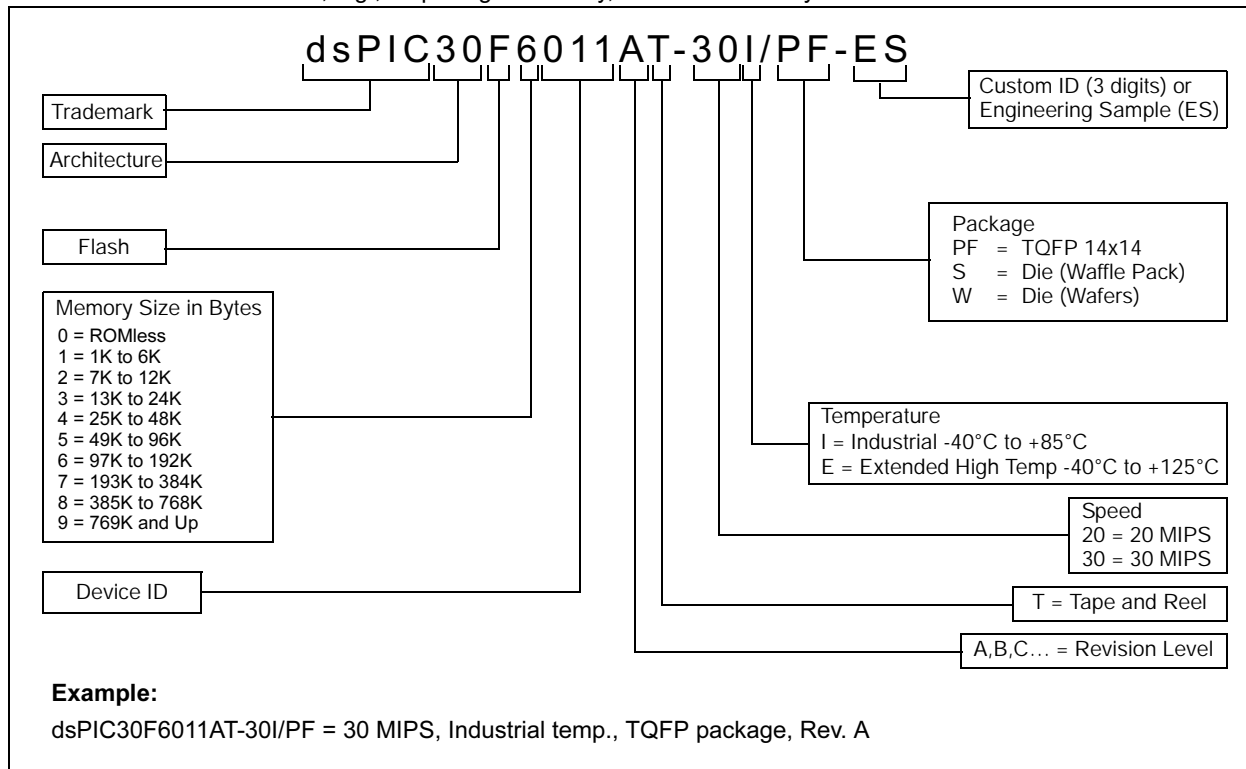 dsPIC30F6011AT-30I/PF-ES
Trademark
Architecture
Flash
Memory Size in Bytes
0 = ROMless
1 = 1K to 6K
2 = 7K to 12K
3 = 13K to 24K
4 = 25K to 48K
5 = 49K to 96K
6 = 97K to 192K
7 = 193K to 384K
8 = 385K to 768K
9 = 769K and Up
Device ID
Custom ID (3 digits) or
Engineering Sample (ES)
Package
PF = TQFP 14x14
S = Die (Waffle Pack)
W = Die (Wafers)
Temperature
I = Industrial -40°C to +85°C
E = Extended High Temp -40°C to +125°C
Speed
20 = 20 MIPS
30 = 30 MIPS
T = Tape and Reel
A,B,C... = Revision Level
Example:
dsPIC30F6011AT-30I/PF = 30 MIPS, Industrial temp., TQFP package, Rev. A